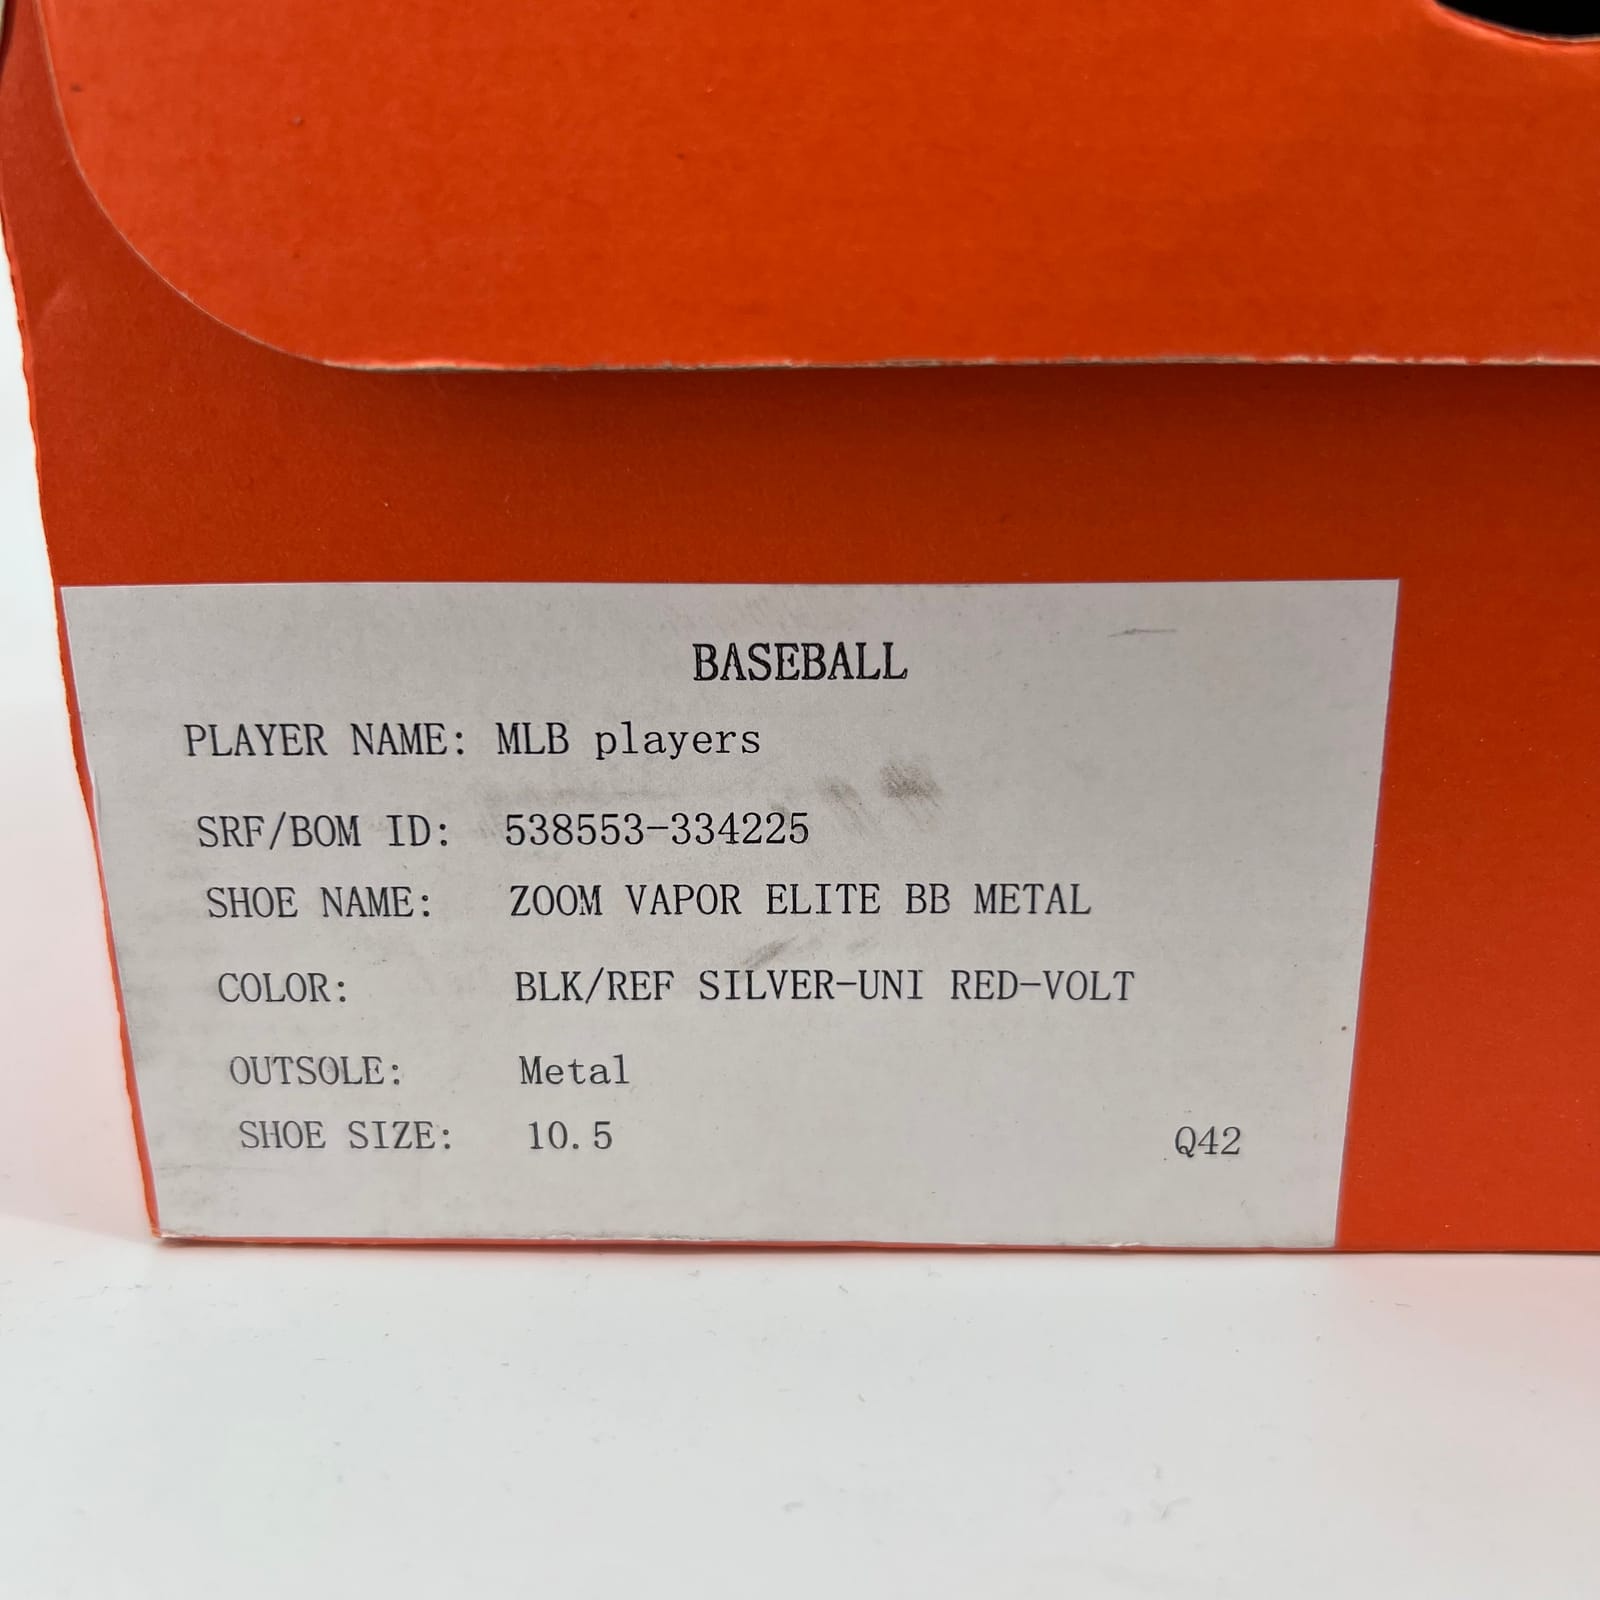 BASEBALL
PLAYER NAME: MLB players
SRF/BOM ID: 538553-334225
SHOE NAME: ZOOM VAPOR ELITE BB METAL
COLOR: BLK/REF SILVER-UNI RED-VOLT
OUTSOLE: Metal
SHOE SIZE: 10.5 Q42